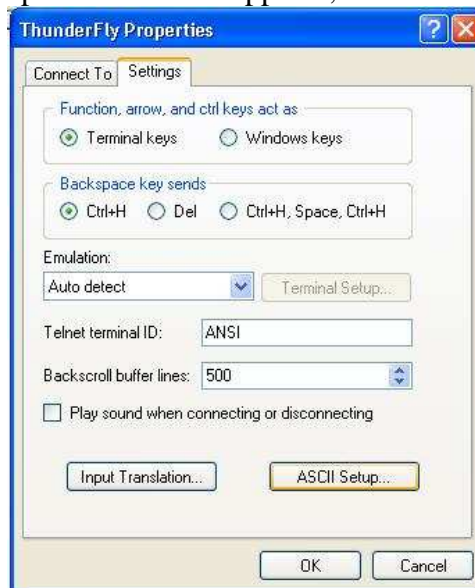 ThunderFly Properties
Connect To Settings
Function, arrow, and ctrl keys act as
Terminal keys Windows keys
Backspace key sends
Ctrl+H Del Ctrl+H, Space, Ctrl+H
Emulation:
Auto detect Terminal Setup...
Telnet terminal ID: ANSI
Backscroll buffer lines: 500
Play sound when connecting or disconnecting
Input Translation... ASCII Setup...
OK Cancel